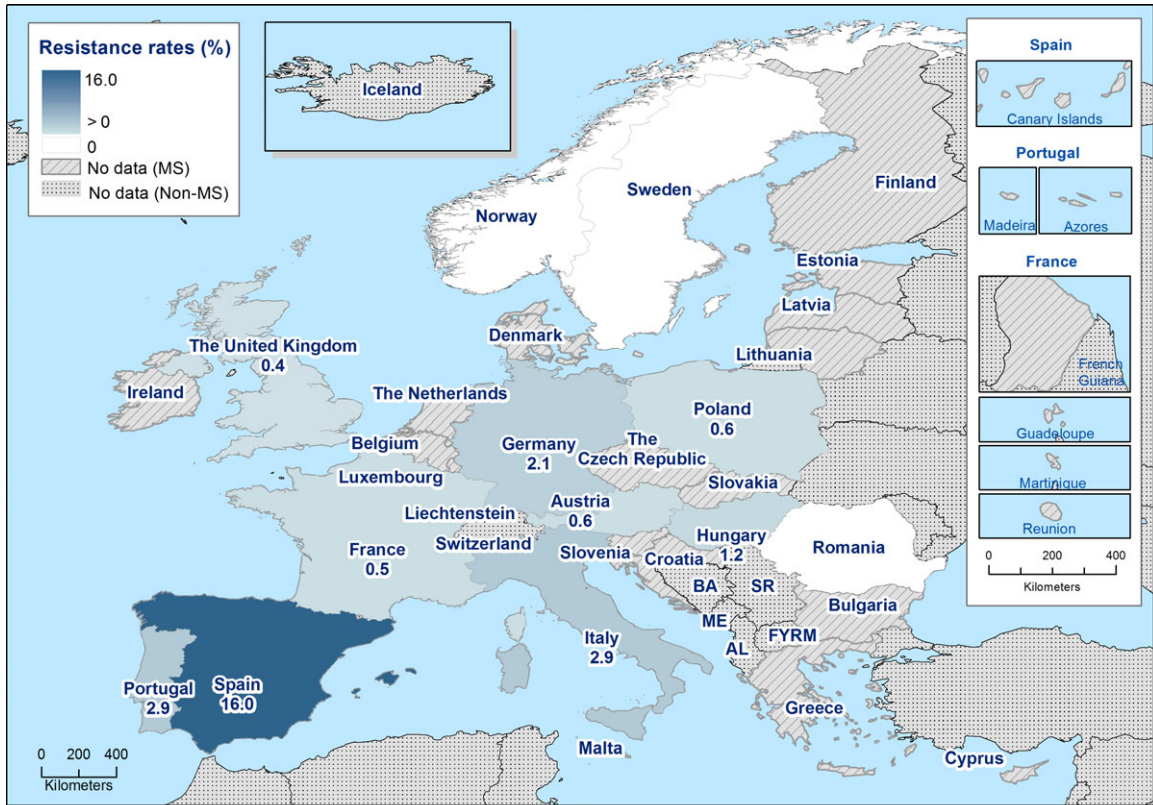 Resistance rates (%)
16.0
> 0
0
No data (MS)
No data (Non-MS)
Iceland
Norway
Sweden
Finland
Estonia
Latvia
Lithuania
Denmark
The United Kingdom
0.4
Ireland
The Netherlands
Belgium
Luxembourg
Germany
2.1
Poland
0.6
The
Czech Republic
Slovakia
Austria
0.6
Liechtenstein
Switzerland
France
0.5
Slovenia
Hungary
1.2
Croatia
Romania
BA
SR
ME
Bulgaria
FYRM
AL
Italy
2.9
Portugal
2.9
Spain
16.0
Greece
Malta
Cyprus
0 200 400
Kilometers
Spain
Canary Islands
Portugal
Madeira
Azores
France
French
Guiana
Guadeloupe
Martinique
Reunion
0 200 400
Kilometers